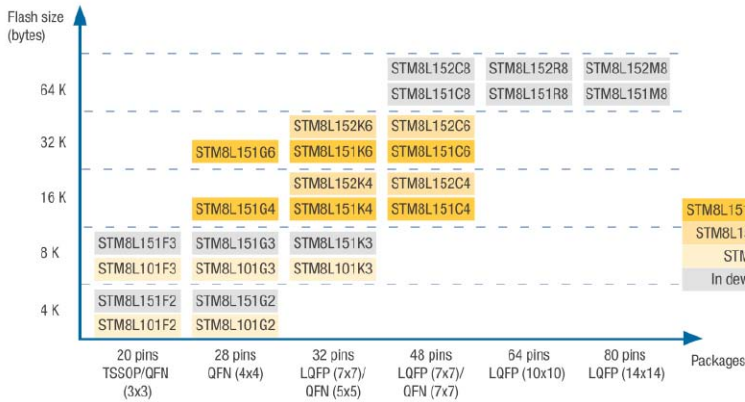 Flash size
(bytes)
STM8L152C8 STM8L152R8 STM8L152M8
64 K STM8L151C8 STM8L151R8 STM8L151M8
STM8L152K6 STM8L152C6
32 K STM8L151G6 STM8L151K6 STM8L151C6
STM8L152K4 STM8L152C4
16 K STM8L151G4 STM8L151K4 STM8L151C4
STM8L151
STM8L151F3 STM8L151G3 STM8L151K3
8 K STM8L101F3 STM8L101G3 STM8L101K3
STM
STM8L151F2 STM8L151G2
4 K STM8L101F2 STM8L101G2
20 pins 28 pins 32 pins 48 pins 64 pins 80 pins
TSSOP/QFN QFN (4x4) LQFP (7x7)/ LQFP (7x7)/ LQFP (10x10) LQFP (14x14) Packages
(3x3) QFN (5x5) QFN (7x7)